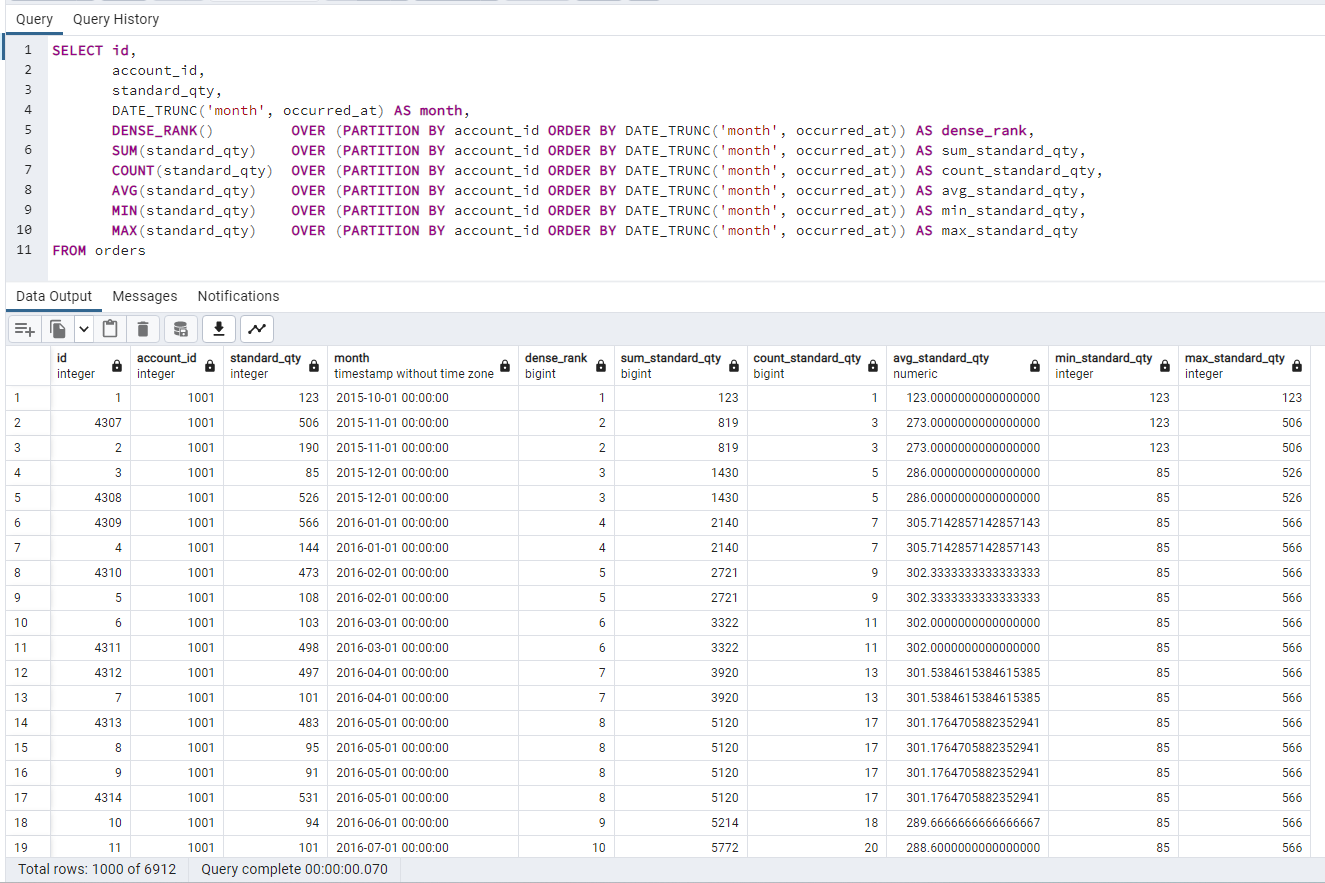 Query Query History
1 SELECT id,
2 account_id,
3 standard_qty,
4 DATE_TRUNC('month', occurred_at) AS month,
5 DENSE_RANK() OVER (PARTITION BY account_id ORDER BY DATE_TRUNC('month', occurred_at)) AS dense_rank,
6 SUM(standard_qty) OVER (PARTITION BY account_id ORDER BY DATE_TRUNC('month', occurred_at)) AS sum_standard_qty,
7 COUNT(standard_qty) OVER (PARTITION BY account_id ORDER BY DATE_TRUNC('month', occurred_at)) AS count_standard_qty,
8 AVG(standard_qty) OVER (PARTITION BY account_id ORDER BY DATE_TRUNC('month', occurred_at)) AS avg_standard_qty,
9 MIN(standard_qty) OVER (PARTITION BY account_id ORDER BY DATE_TRUNC('month', occurred_at)) AS min_standard_qty,
10 MAX(standard_qty) OVER (PARTITION BY account_id ORDER BY DATE_TRUNC('month', occurred_at)) AS max_standard_qty
11 FROM orders
Data Output Messages Notifications
id account_id standard_qty month dense_rank sum_standard_qty count_standard_qty avg_standard_qty min_standard_qty max_standard_qty
integer integer integer timestamp without time zone bigint bigint bigint numeric integer integer
1 1 1001 123 2015-10-01 00:00:00 1 123 1 123.0000000000000000 123 123
2 4307 1001 506 2015-11-01 00:00:00 2 819 3 273.0000000000000000 123 506
3 2 1001 190 2015-11-01 00:00:00 2 819 3 273.0000000000000000 123 506
4 3 1001 85 2015-12-01 00:00:00 3 1430 5 286.0000000000000000 85 526
5 4308 1001 526 2015-12-01 00:00:00 3 1430 5 286.0000000000000000 85 526
6 4309 1001 566 2016-01-01 00:00:00 4 2140 7 305.7142857142857143 85 566
7 4 1001 144 2016-01-01 00:00:00 4 2140 7 305.7142857142857143 85 566
8 4310 1001 473 2016-02-01 00:00:00 5 2721 9 302.3333333333333333 85 566
9 5 1001 108 2016-02-01 00:00:00 5 2721 9 302.3333333333333333 85 566
10 6 1001 103 2016-03-01 00:00:00 6 3322 11 302.0000000000000000 85 566
11 4311 1001 498 2016-03-01 00:00:00 6 3322 11 302.0000000000000000 85 566
12 4312 1001 497 2016-04-01 00:00:00 7 3920 13 301.5384615384615385 85 566
13 7 1001 101 2016-04-01 00:00:00 7 3920 13 301.5384615384615385 85 566
14 4313 1001 483 2016-05-01 00:00:00 8 5120 17 301.1764705882352941 85 566
15 8 1001 95 2016-05-01 00:00:00 8 5120 17 301.1764705882352941 85 566
16 9 1001 91 2016-05-01 00:00:00 8 5120 17 301.1764705882352941 85 566
17 4314 1001 531 2016-05-01 00:00:00 8 5120 17 301.1764705882352941 85 566
18 10 1001 94 2016-06-01 00:00:00 9 5214 18 289.6666666666666667 85 566
19 11 1001 101 2016-07-01 00:00:00 10 5772 20 288.6000000000000000 85 566
Total rows: 1000 of 6912 Query complete 00:00:00.070